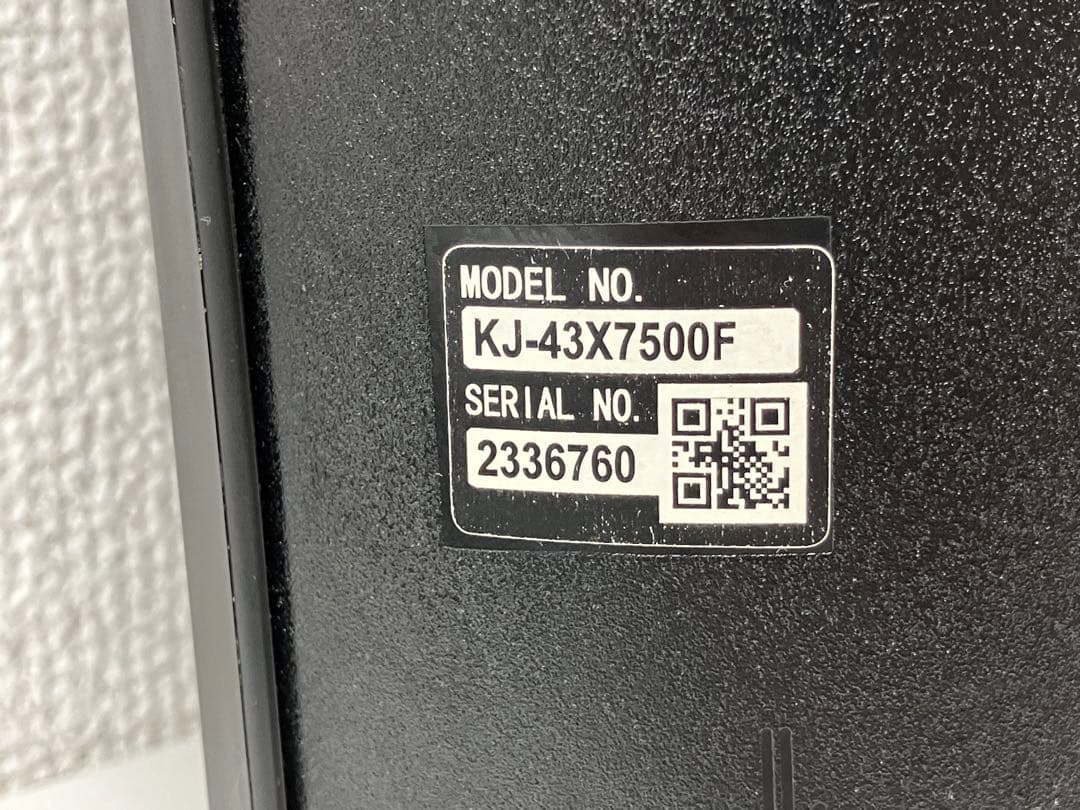 MODEL NO.
KJ-43X7500F
SERIAL NO.
2336760